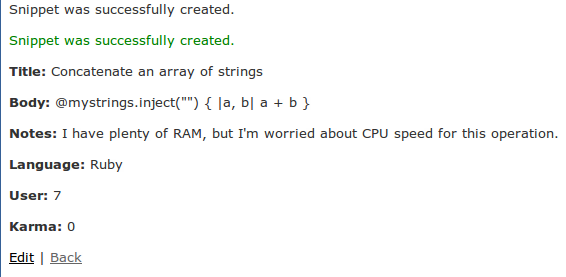 Snippet was successfully created.
Snippet was successfully created.
Title: Concatenate an array of strings
Body: @mystrings.inject("") { |a, b| a + b }
Notes: I have plenty of RAM, but I'm worried about CPU speed for this operation.
Language: Ruby
User: 7
Karma: 0
Edit | Back